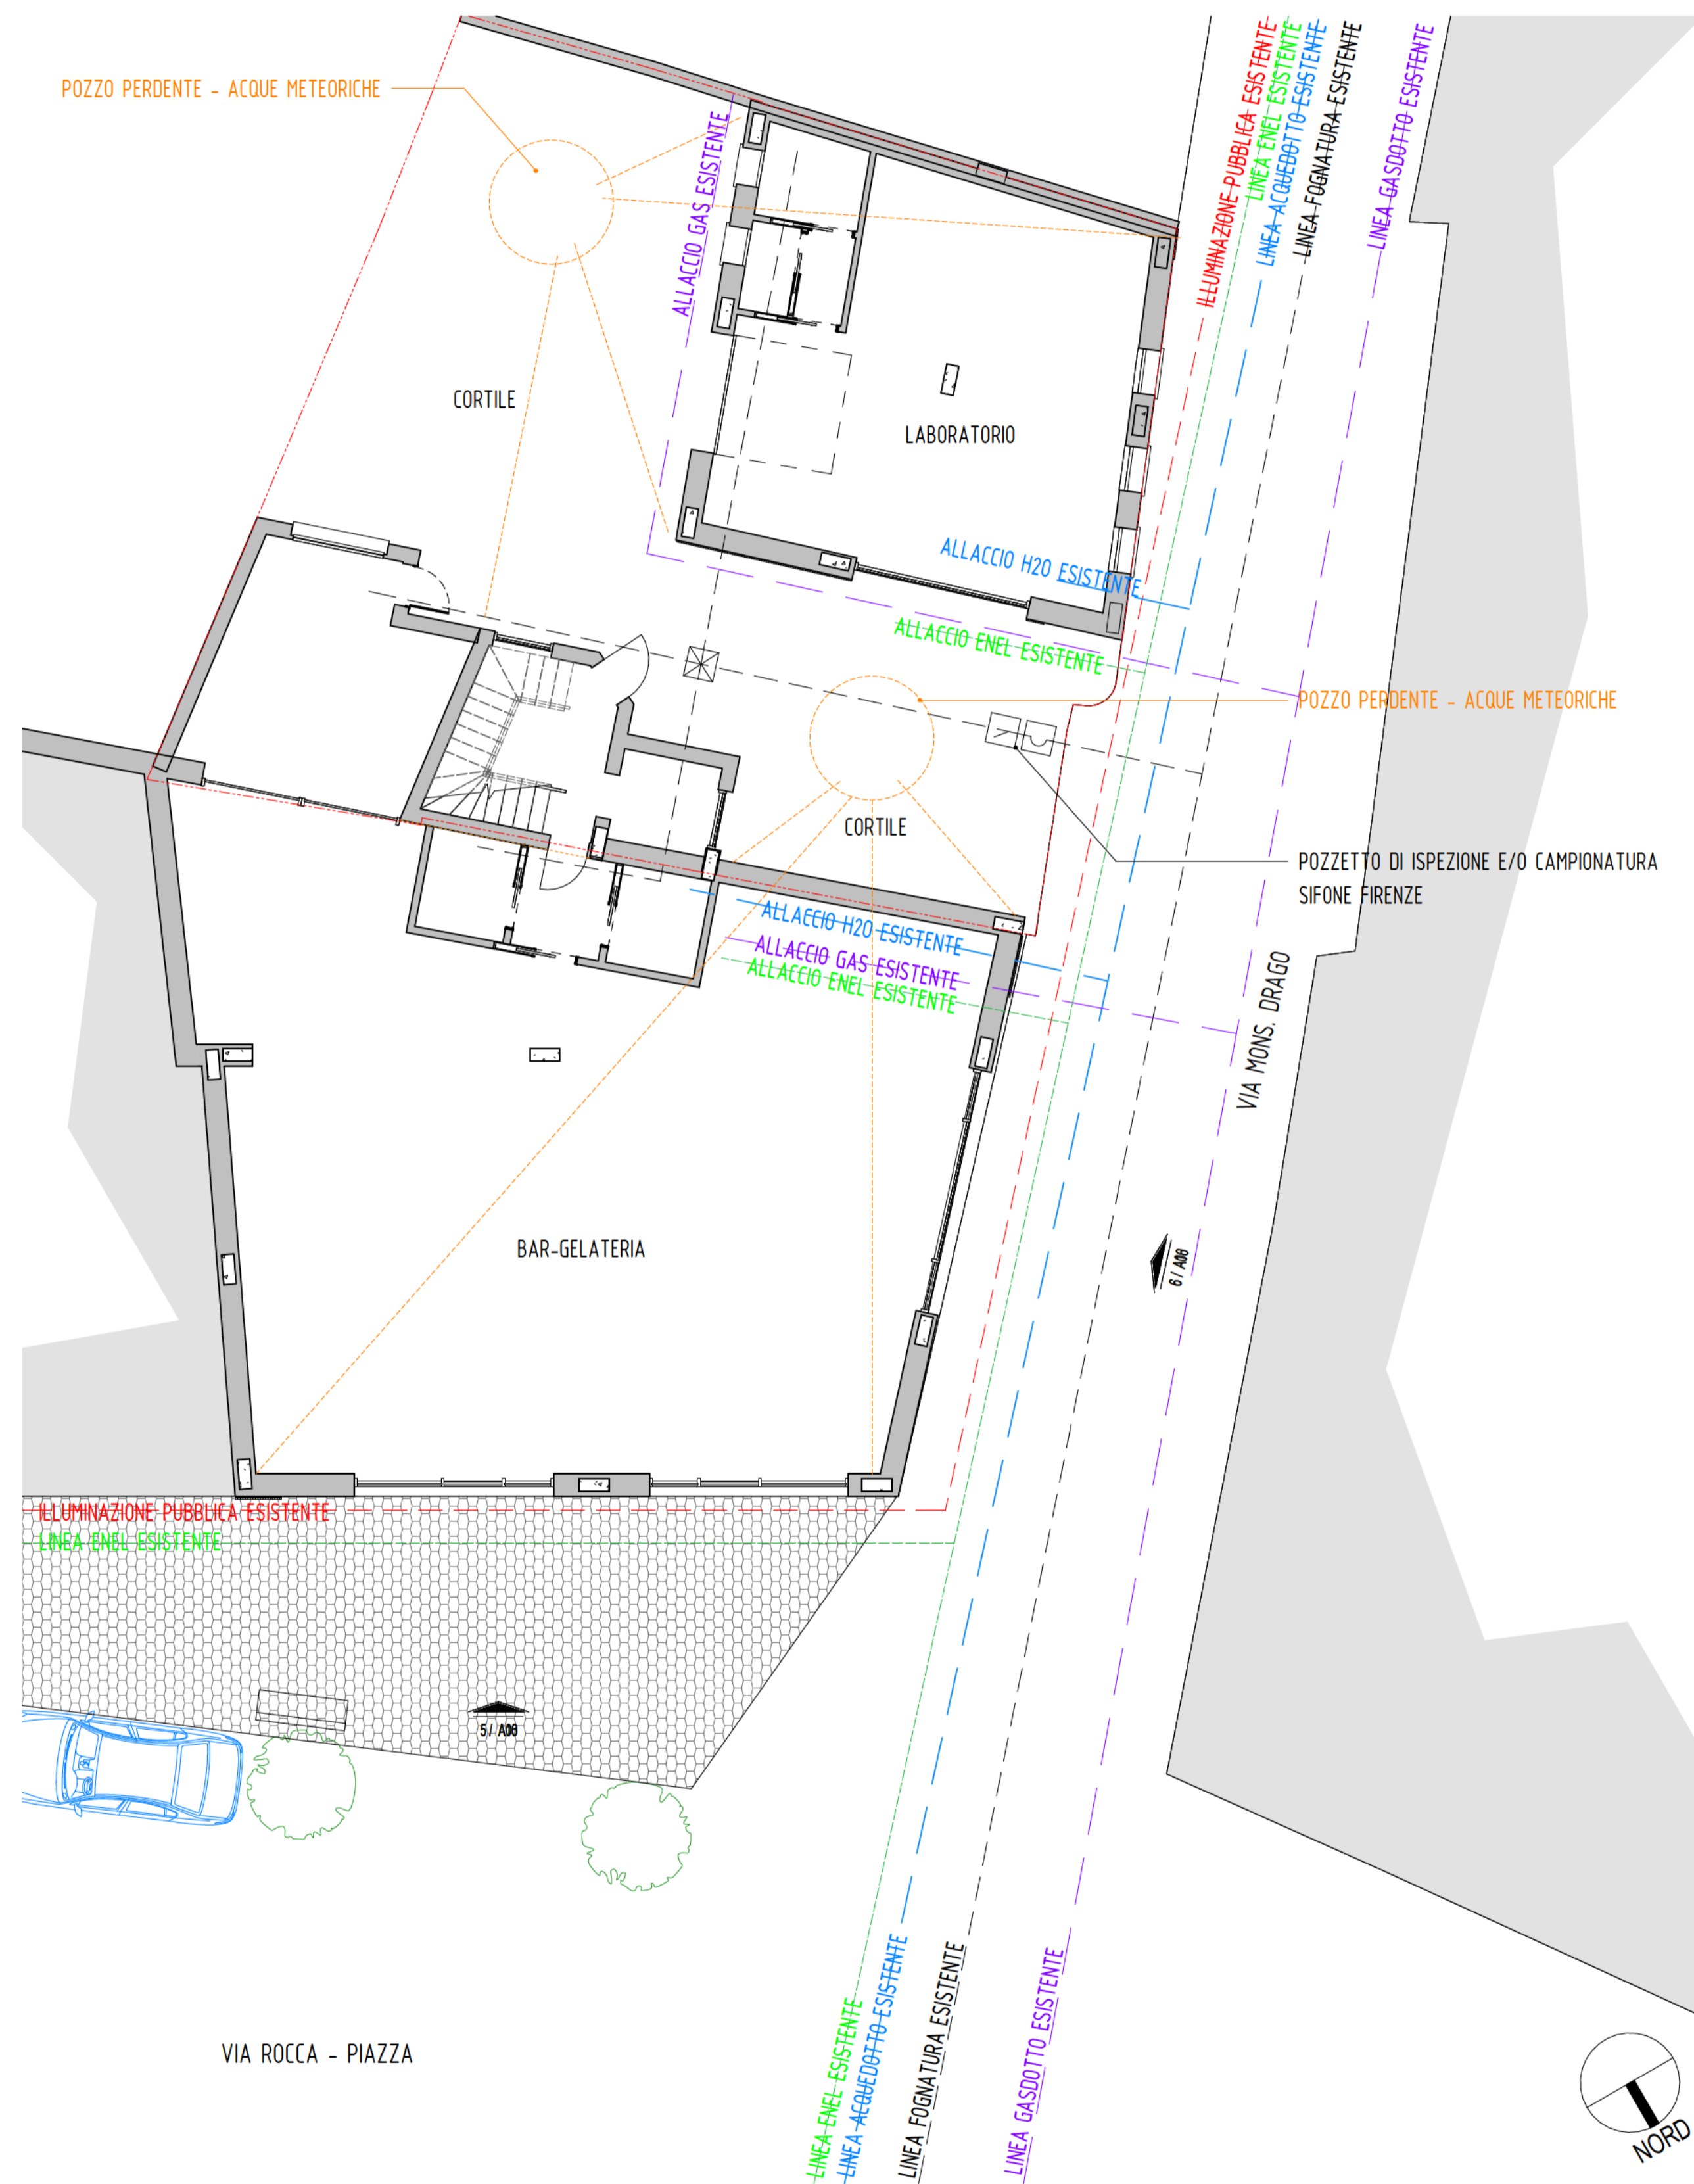 POZZO PERDENTE - ACQUE METEORICHE
ALLACCIO GAS ESISTENTE
ILLUMINAZIONE PUBBLICA ESISTENTE
LINEA ENEL ESISTENTE
LINEA ACQUEDOTTO ESISTENTE
LINEA FOGNATURA ESISTENTE
LINEA GASDOTTO ESISTENTE
CORTILE
LABORATORIO
ALLACCIO H20 ESISTENTE
ALLACCIO ENEL ESISTENTE
POZZO PERDENTE - ACQUE METEORICHE
CORTILE
POZZETTO DI ISPEZIONE E/O CAMPIONATURA
SIFONE FIRENZE
ALLACCIO H20 ESISTENTE
ALLACCIO GAS ESISTENTE
ALLACCIO ENEL ESISTENTE
VIA MONS. DRAGO
BAR-GELATERIA
ILLUMINAZIONE PUBBLICA ESISTENTE
LINEA ENEL ESISTENTE
VIA ROCCA - PIAZZA
LINEA ENEL ESISTENTE
LINEA ACQUEDOTTO ESISTENTE
LINEA FOGNATURA ESISTENTE
LINEA GASDOTTO ESISTENTE
NORD